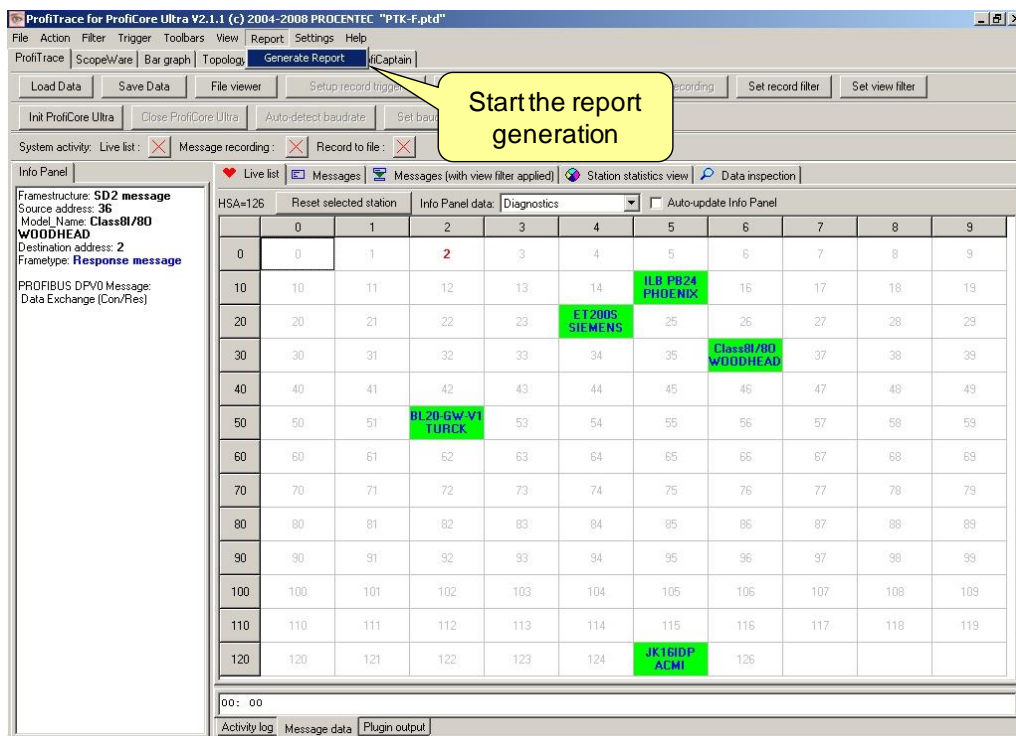 ProfiTrace for ProfiCore Ultra V2.1.1 (c) 2004-2008 PROCENTEC "PTK-F.ptd"
File Action Filter Trigger Toolbars View Report Settings Help
ProfiTrace ScopeWare Bar graph Topology Generate Report fiCaptain
Load Data Save Data File viewer Setup record trigger ecording Set record filter Set view filter
Init ProfiCore Ultra Close ProfiCore Ultra Auto-detect baudrate Set baud
Start the report
generation
System activity: Live list : Message recording : Record to file :
Info Panel
Live list Messages Messages (with view filter applied) Station statistics view Data inspection
HSA=126 Reset selected station Info Panel data: Diagnostics Auto-update Info Panel
Framestructure: SD2 message
Source address: 36
Model_Name: Class8I/8O
WOODHEAD
Destination address: 2
Frametype: Response message
PROFIBUS DPV0 Message:
Data Exchange (Con/Res)
0 1 2 3 4 5 6 7 8 9
0 0 1 2 3 4 5 6 7 8 9
10 10 11 12 13 14 ILB PB24 PHOENIX 16 17 18 19
20 20 21 22 23 ET200S SIEMENS 25 26 27 28 29
30 30 31 32 33 34 35 Class8I/8O WOODHEAD 37 38 39
40 40 41 42 43 44 45 46 47 48 49
50 50 51 BL20-GW-V1 TURCK 53 54 55 56 57 58 59
60 60 61 62 63 64 65 66 67 68 69
70 70 71 72 73 74 75 76 77 78 79
80 80 81 82 83 84 85 86 87 88 89
90 90 91 92 93 94 95 96 97 98 99
100 100 101 102 103 104 105 106 107 108 109
110 110 111 112 113 114 115 116 117 118 119
120 120 121 122 123 124 JK16IDP ACMI 126
00: 00
Activity log Message data Plugin output